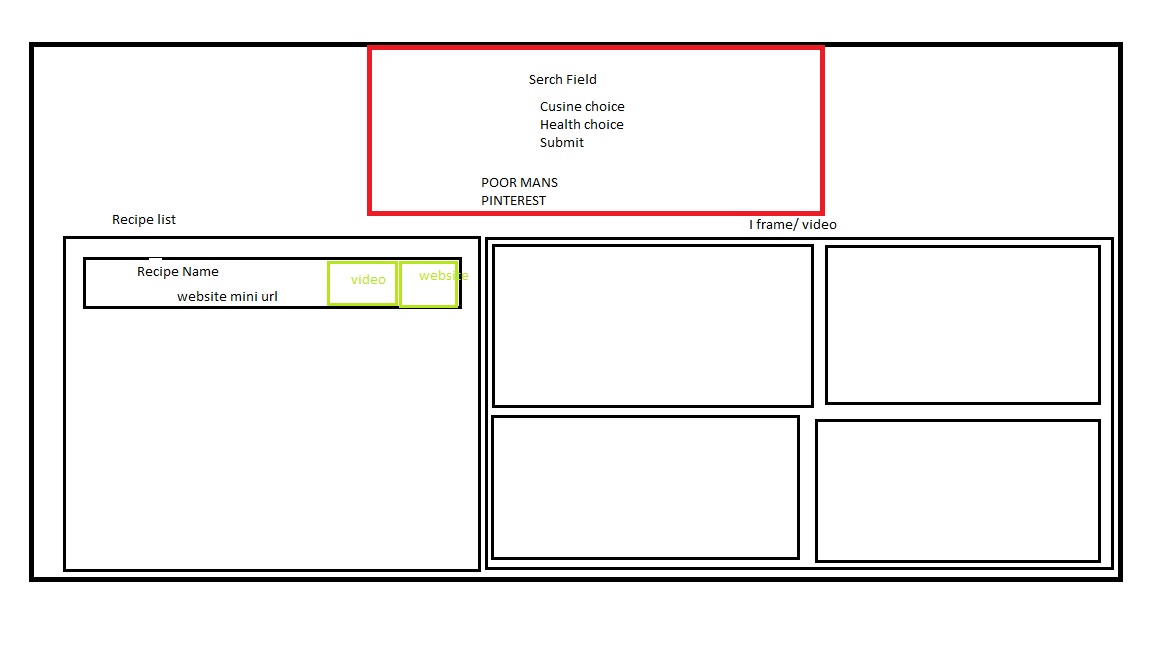 Serch Field
Cusine choice
Health choice
Submit
POOR MANS
PINTEREST
Recipe list
I frame/ video
Recipe Name
website mini url
video
website